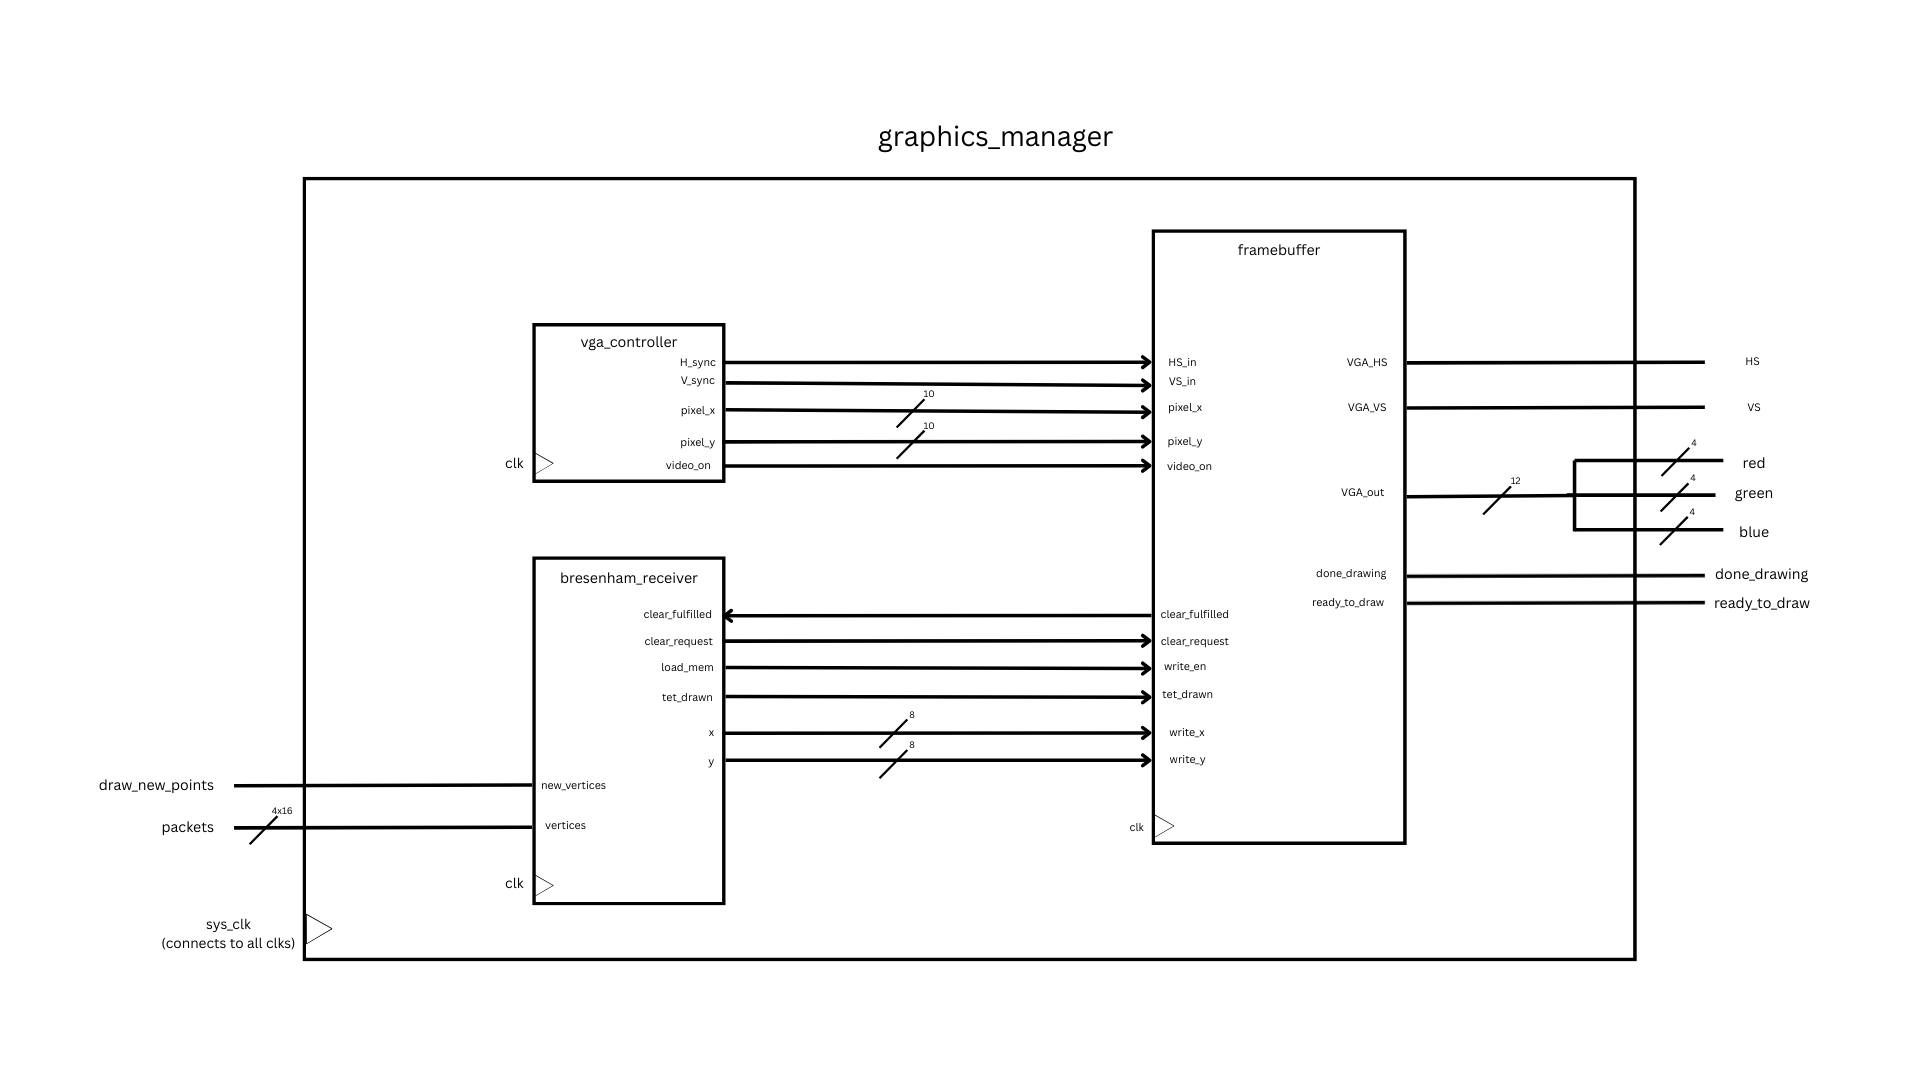 graphics_manager
framebuffer
vga_controller
H_sync
V_sync
pixel_x
pixel_y
video_on
clk
10
10
HS_in
VS_in
pixel_x
pixel_y
video_on
VGA_HS
VGA_VS
VGA_out
done_drawing
ready_to_draw
12
4
4
4
HS
VS
red
green
blue
done_drawing
ready_to_draw
bresenham_receiver
clear_fulfilled
clear_request
load_mem
tet_drawn
x
y
new_vertices
vertices
clk
8
8
clear_fulfilled
clear_request
write_en
tet_drawn
write_x
write_y
clk
draw_new_points
packets
4x16
sys_clk
(connects to all clks)